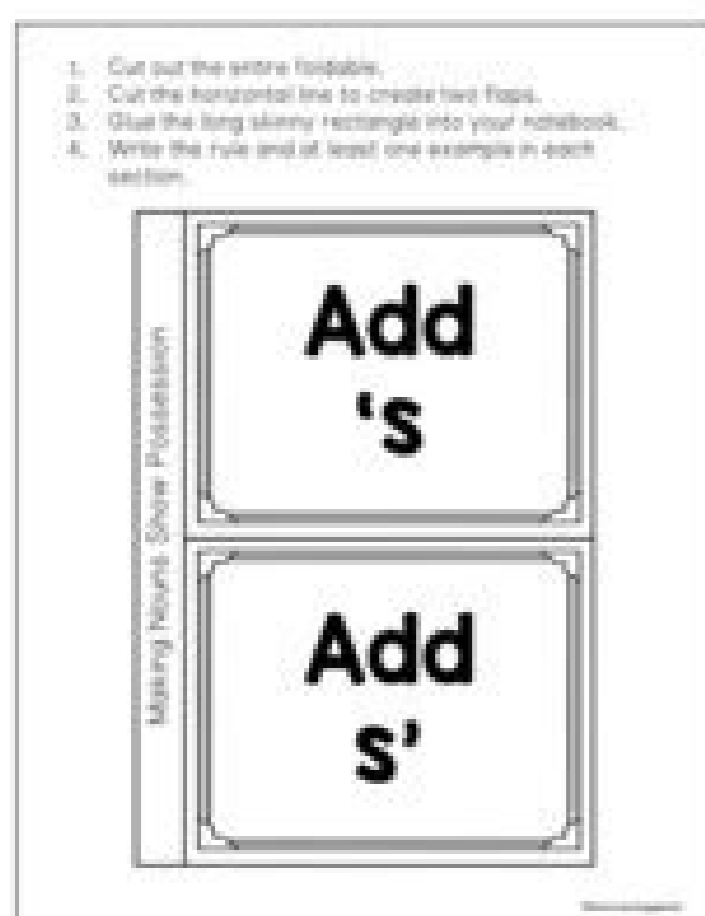 1. Cut out the entire foldable.
2. Cut the horizontal line to create two flaps.
3. Glue the long skinny rectangle into your notebook.
4. Write the rule and at least one example in each
section.
Making Nouns Show Possession
Add
‘s
Add
s’